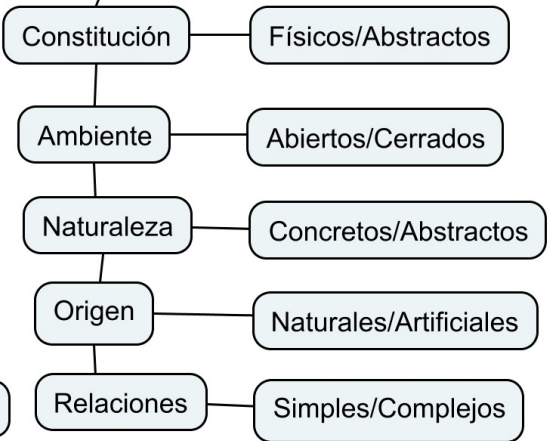 Constitución
Físicos/Abstractos
Ambiente
Abiertos/Cerrados
Naturaleza
Concretos/Abstractos
Origen
Naturales/Artificiales
Relaciones
Simples/Complejos